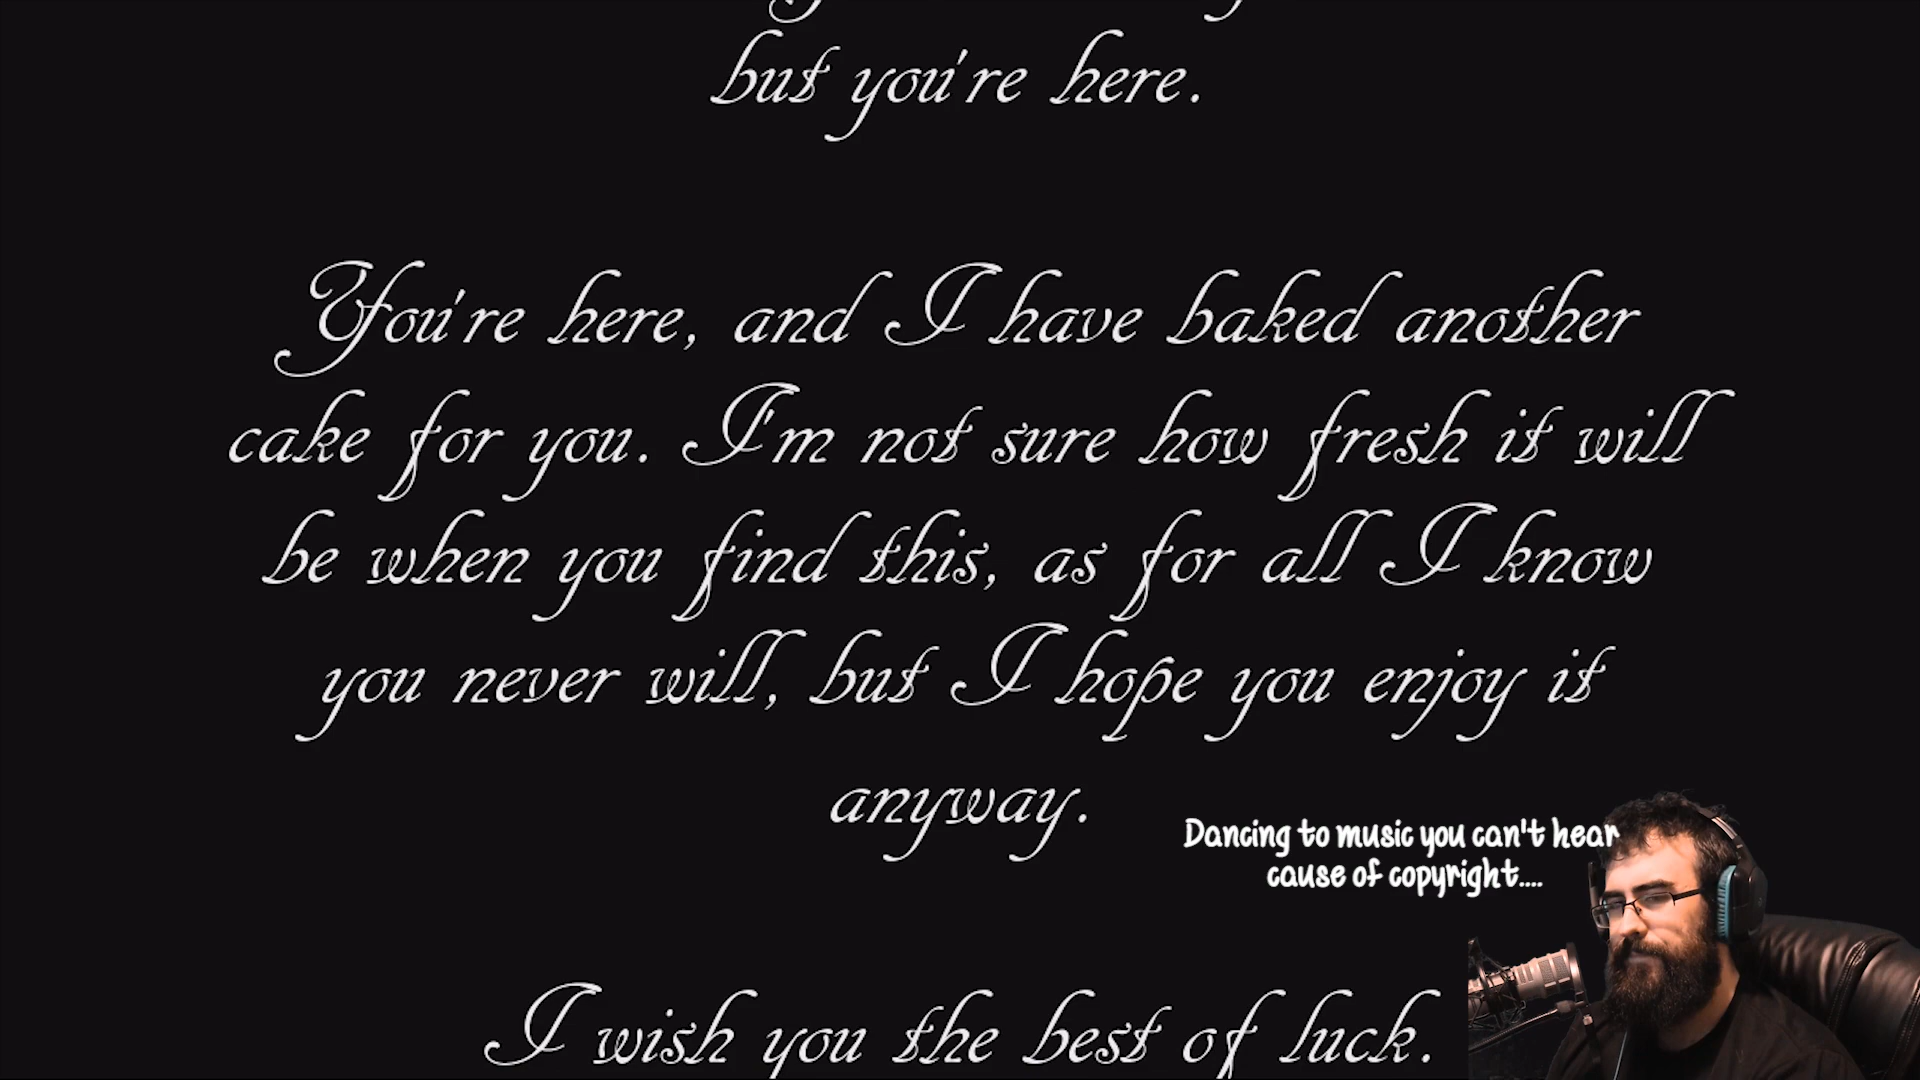 but you're here.
You're here, and I have baked another
cake for you. I'm not sure how fresh it will
be when you find this, as for all I know
you never will, but I hope you enjoy it
anyway.
Dancing to music you can't hear
cause of copyright....
I wish you the best of luck.